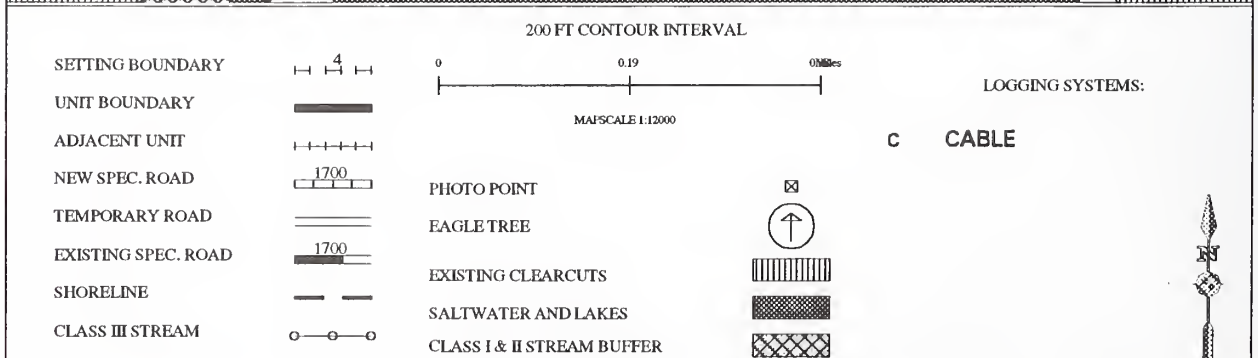 200 FT CONTOUR INTERVAL
SETTING BOUNDARY 4
UNIT BOUNDARY
ADJACENT UNIT
NEW SPEC. ROAD 1700
TEMPORARY ROAD
EXISTING SPEC. ROAD 1700
SHORELINE
CLASS III STREAM
0 0.19
MAPSCALE 1:12000
PHOTO POINT
EAGLE TREE
EXISTING CLEARCUTS
SALTWATER AND LAKES
CLASS I & II STREAM BUFFER
LOGGING SYSTEMS:
C CABLE
N